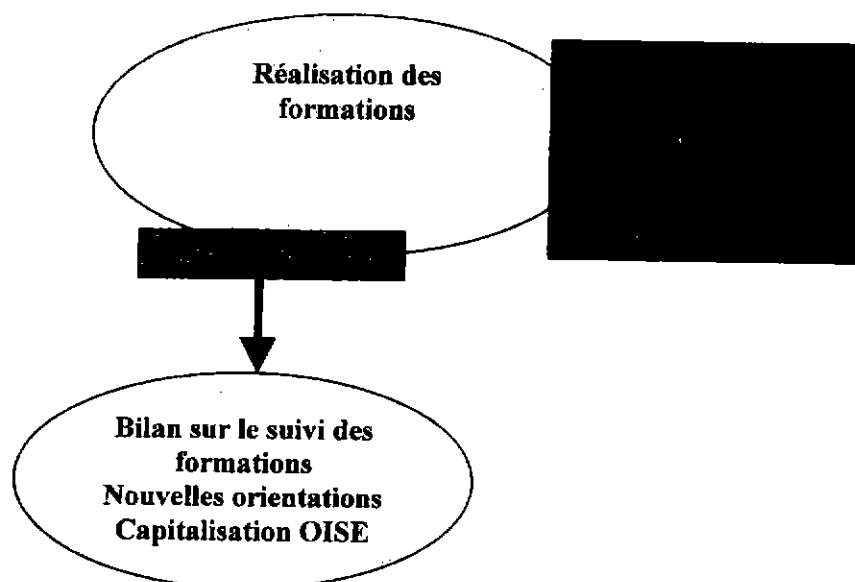 Réalisation des
formations
Bilan sur le suivi des
formations
Nouvelles orientations
Capitalisation OISE